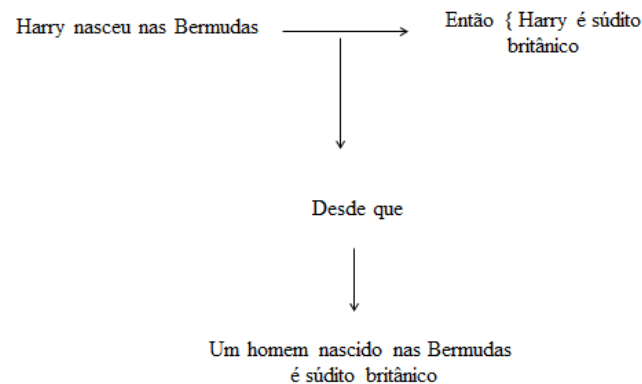 Harry nasceu nas Bermudas
Então { Harry é súdito
britânico
Desde que
Um homem nascido nas Bermudas
é súdito britânico